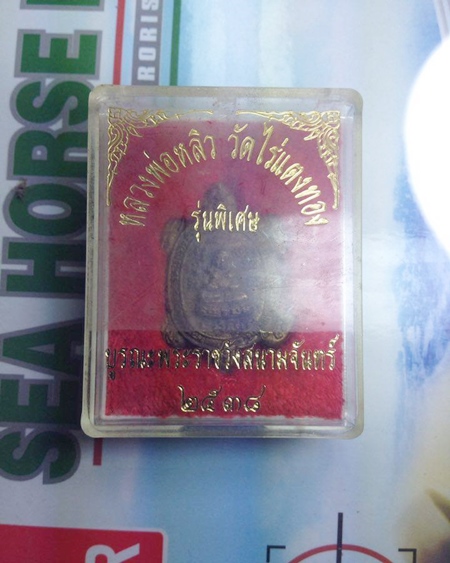 หลวงพ่อหลิว วัดไร่แตงทอง
รุ่นพิเศษ
บูรณะพระราชวังสนามจันทร์
๒๕๓๘
SEA HORSE
RORIS
ER